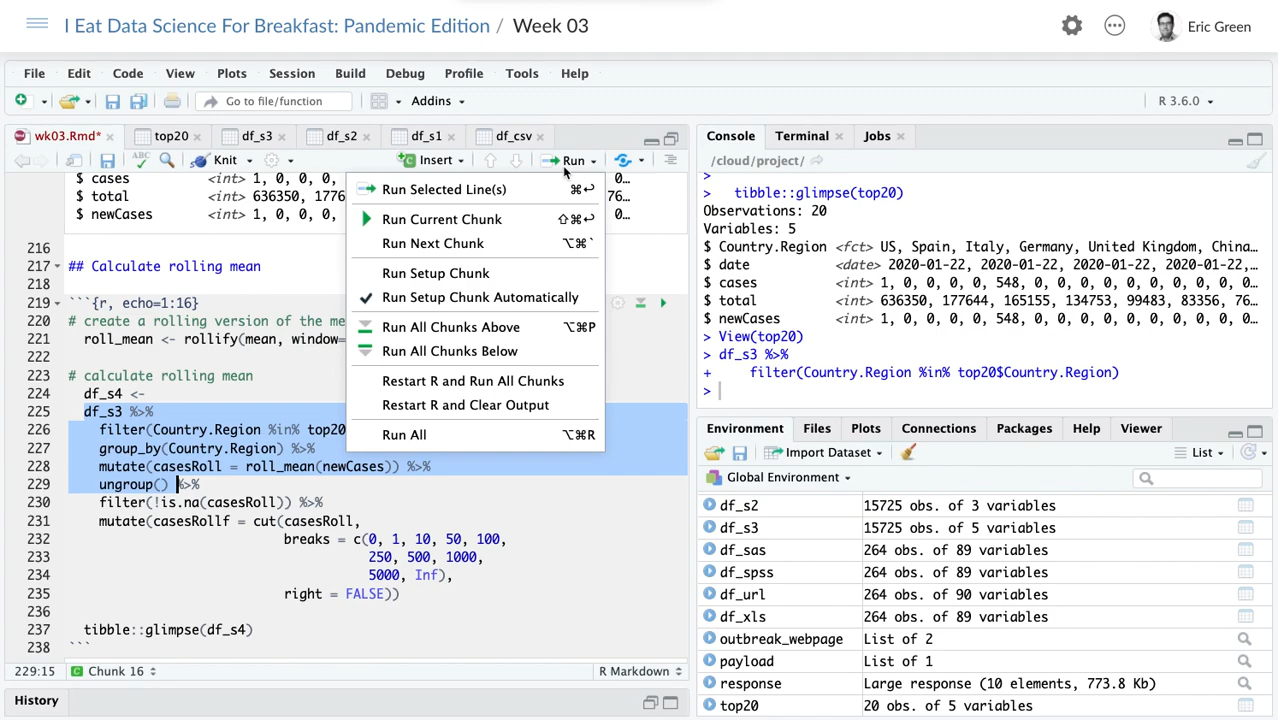 I Eat Data Science For Breakfast: Pandemic Edition / Week 03
Eric Green
File Edit Code View Plots Session Build Debug Profile Tools Help
Go to file/function Addins R 3.6.0
wk03.Rmd* top20 df_s3 df_s2 df_s1 df_csv
ABC Knit Insert Run
$ cases <int> 1, 0, 0, 0, 0…
$ total <int> 636350, 1776 76…
$ newCases <int> 1, 0, 0, 0, 0…
216
217 ## Calculate rolling mean
218
219 ```{r, echo=1:16}
220 # create a rolling version of the me
221 roll_mean <- rollify(mean, window=
222
223 # calculate rolling mean
224 df_s4 <-
225 df_s3 %>%
226 filter(Country.Region %in% top20
227 group_by(Country.Region) %>%
228 mutate(casesRoll = roll_mean(newCases)) %>%
229 ungroup() %>%
230 filter(!is.na(casesRoll)) %>%
231 mutate(casesRollf = cut(casesRoll,
232 breaks = c(0, 1, 10, 50, 100,
233 250, 500, 1000,
234 5000, Inf),
235 right = FALSE))
236
237 tibble::glimpse(df_s4)
238 ```
229:15 Chunk 16 R Markdown
History
Run Selected Line(s) ⌘↩
Run Current Chunk ⇧⌘↩
Run Next Chunk ⌥⌘`
Run Setup Chunk
Run Setup Chunk Automatically
Run All Chunks Above ⌥⌘P
Run All Chunks Below
Restart R and Run All Chunks
Restart R and Clear Output
Run All ⌥⌘R
Console Terminal Jobs
/cloud/project/
>
> tibble::glimpse(top20)
Observations: 20
Variables: 5
$ Country.Region <fct> US, Spain, Italy, Germany, United Kingdom, China…
$ date <date> 2020-01-22, 2020-01-22, 2020-01-22, 2020-01-22,…
$ cases <int> 1, 0, 0, 0, 0, 548, 0, 0, 0, 0, 0, 0, 0, 0, 0, 0…
$ total <int> 636350, 177644, 165155, 134753, 99483, 83356, 76…
$ newCases <int> 1, 0, 0, 0, 0, 548, 0, 0, 0, 0, 0, 0, 0, 0, 0, 0…
> View(top20)
> df_s3 %>%
+ filter(Country.Region %in% top20$Country.Region)
>
Environment Files Plots Connections Packages Help Viewer
Import Dataset List
Global Environment
df_s2 15725 obs. of 3 variables
df_s3 15725 obs. of 5 variables
df_sas 264 obs. of 89 variables
df_spss 264 obs. of 89 variables
df_url 264 obs. of 90 variables
df_xls 264 obs. of 89 variables
outbreak_webpage List of 2
payload List of 1
response Large response (10 elements, 773.8 Kb)
top20 20 obs. of 5 variables